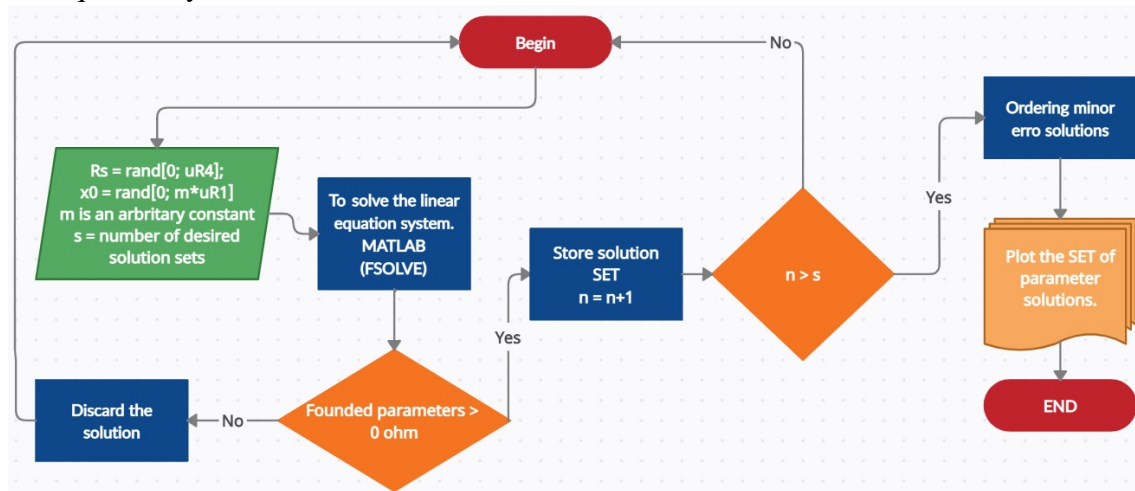 Begin
Rs = rand[0; uR4];
x0 = rand[0; m*uR1]
m is an arbritary constant
s = number of desired
solution sets
To solve the linear
equation system.
MATLAB
(FSOLVE)
Founded parameters >
0 ohm
No
Discard the
solution
Yes
Store solution
SET
n = n+1
n > s
No
Yes
Ordering minor
erro solutions
Plot the SET of
parameter
solutions.
END